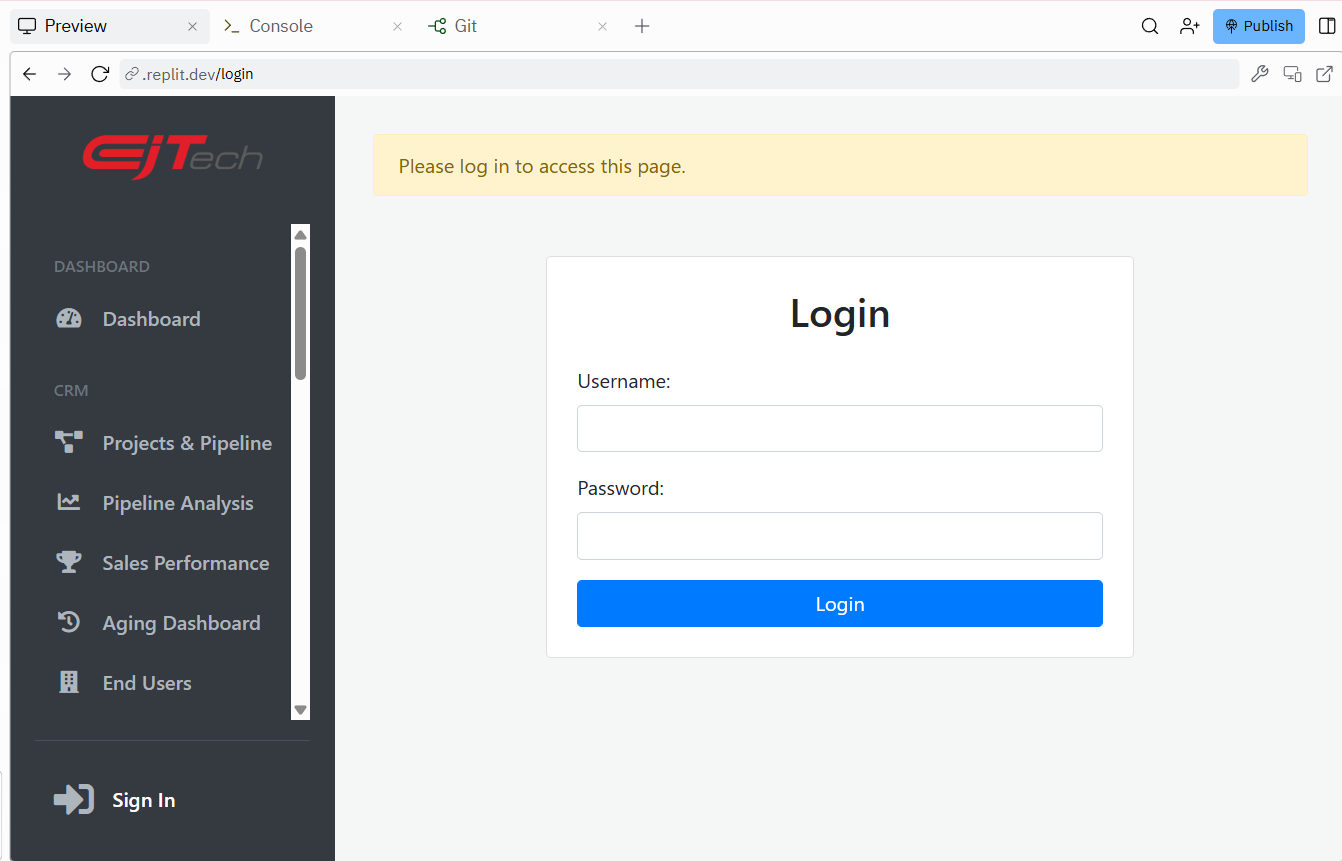 Preview
Console
Git
Publish
.replit.dev/login
EJTech
DASHBOARD
Dashboard
CRM
Projects & Pipeline
Pipeline Analysis
Sales Performance
Aging Dashboard
End Users
Sign In
Please log in to access this page.
Login
Username:
Password:
Login